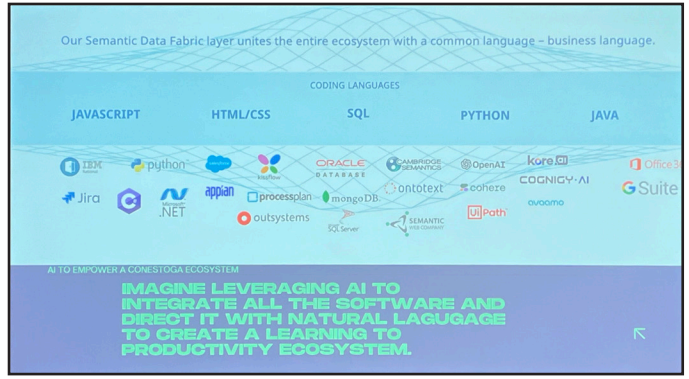 Our Semantic Data Fabric layer unites the entire ecosystem with a common language – business language.
CODING LANGUAGES
JAVASCRIPT HTML/CSS SQL PYTHON JAVA
IBM python salesforce kissflow ORACLE DATABASE CAMBRIDGE SEMANTICS OpenAI kore.ai Office36
Jira C Microsoft .NET appian processplan mongoDB ontotext cohere COGNIGY.AI G Suite
outsystems SQL Server SEMANTIC UiPath avaamo
AI TO EMPOWER A CONESTOGA ECOSYSTEM
IMAGINE LEVERAGING AI TO
INTEGRATE ALL THE SOFTWARE AND
DIRECT IT WITH NATURAL LAGUGAGE
TO CREATE A LEARNING TO
PRODUCTIVITY ECOSYSTEM.